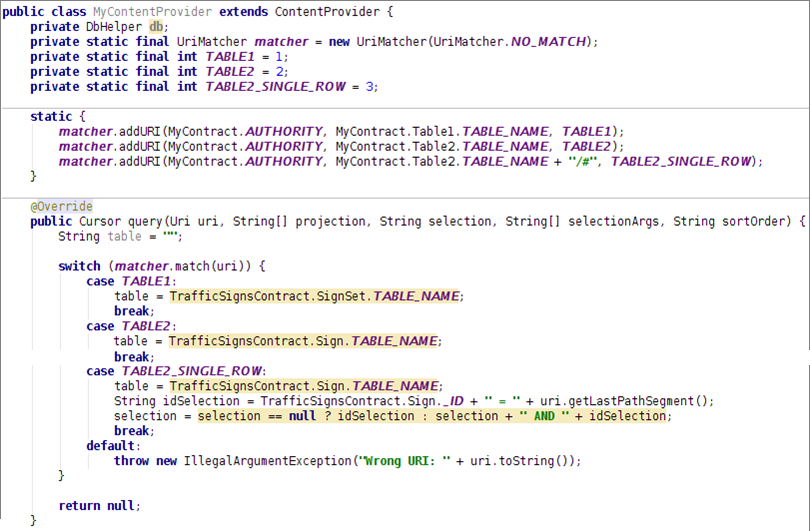 public class MyContentProvider extends ContentProvider {
    private DbHelper db;
    private static final UriMatcher matcher = new UriMatcher(UriMatcher.NO_MATCH);
    private static final int TABLE1 = 1;
    private static final int TABLE2 = 2;
    private static final int TABLE2_SINGLE_ROW = 3;
    static {
        matcher.addURI(MyContract.AUTHORITY, MyContract.Table1.TABLE_NAME, TABLE1);
        matcher.addURI(MyContract.AUTHORITY, MyContract.Table2.TABLE_NAME, TABLE2);
        matcher.addURI(MyContract.AUTHORITY, MyContract.Table2.TABLE_NAME + "/#", TABLE2_SINGLE_ROW);
    }
    @Override
    public Cursor query(Uri uri, String[] projection, String selection, String[] selectionArgs, String sortOrder) {
        String table = "";
        switch (matcher.match(uri)) {
            case TABLE1:
                table = TrafficSignsContract.SignSet.TABLE_NAME;
                break;
            case TABLE2:
                table = TrafficSignsContract.Sign.TABLE_NAME;
                break;
            case TABLE2_SINGLE_ROW:
                table = TrafficSignsContract.Sign.TABLE_NAME;
                String idSelection = TrafficSignsContract.Sign._ID + " = " + uri.getLastPathSegment();
                selection = selection == null ? idSelection : selection + " AND " + idSelection;
                break;
            default:
                throw new IllegalArgumentException("Wrong URI: " + uri.toString());
        }
        return null;
    }